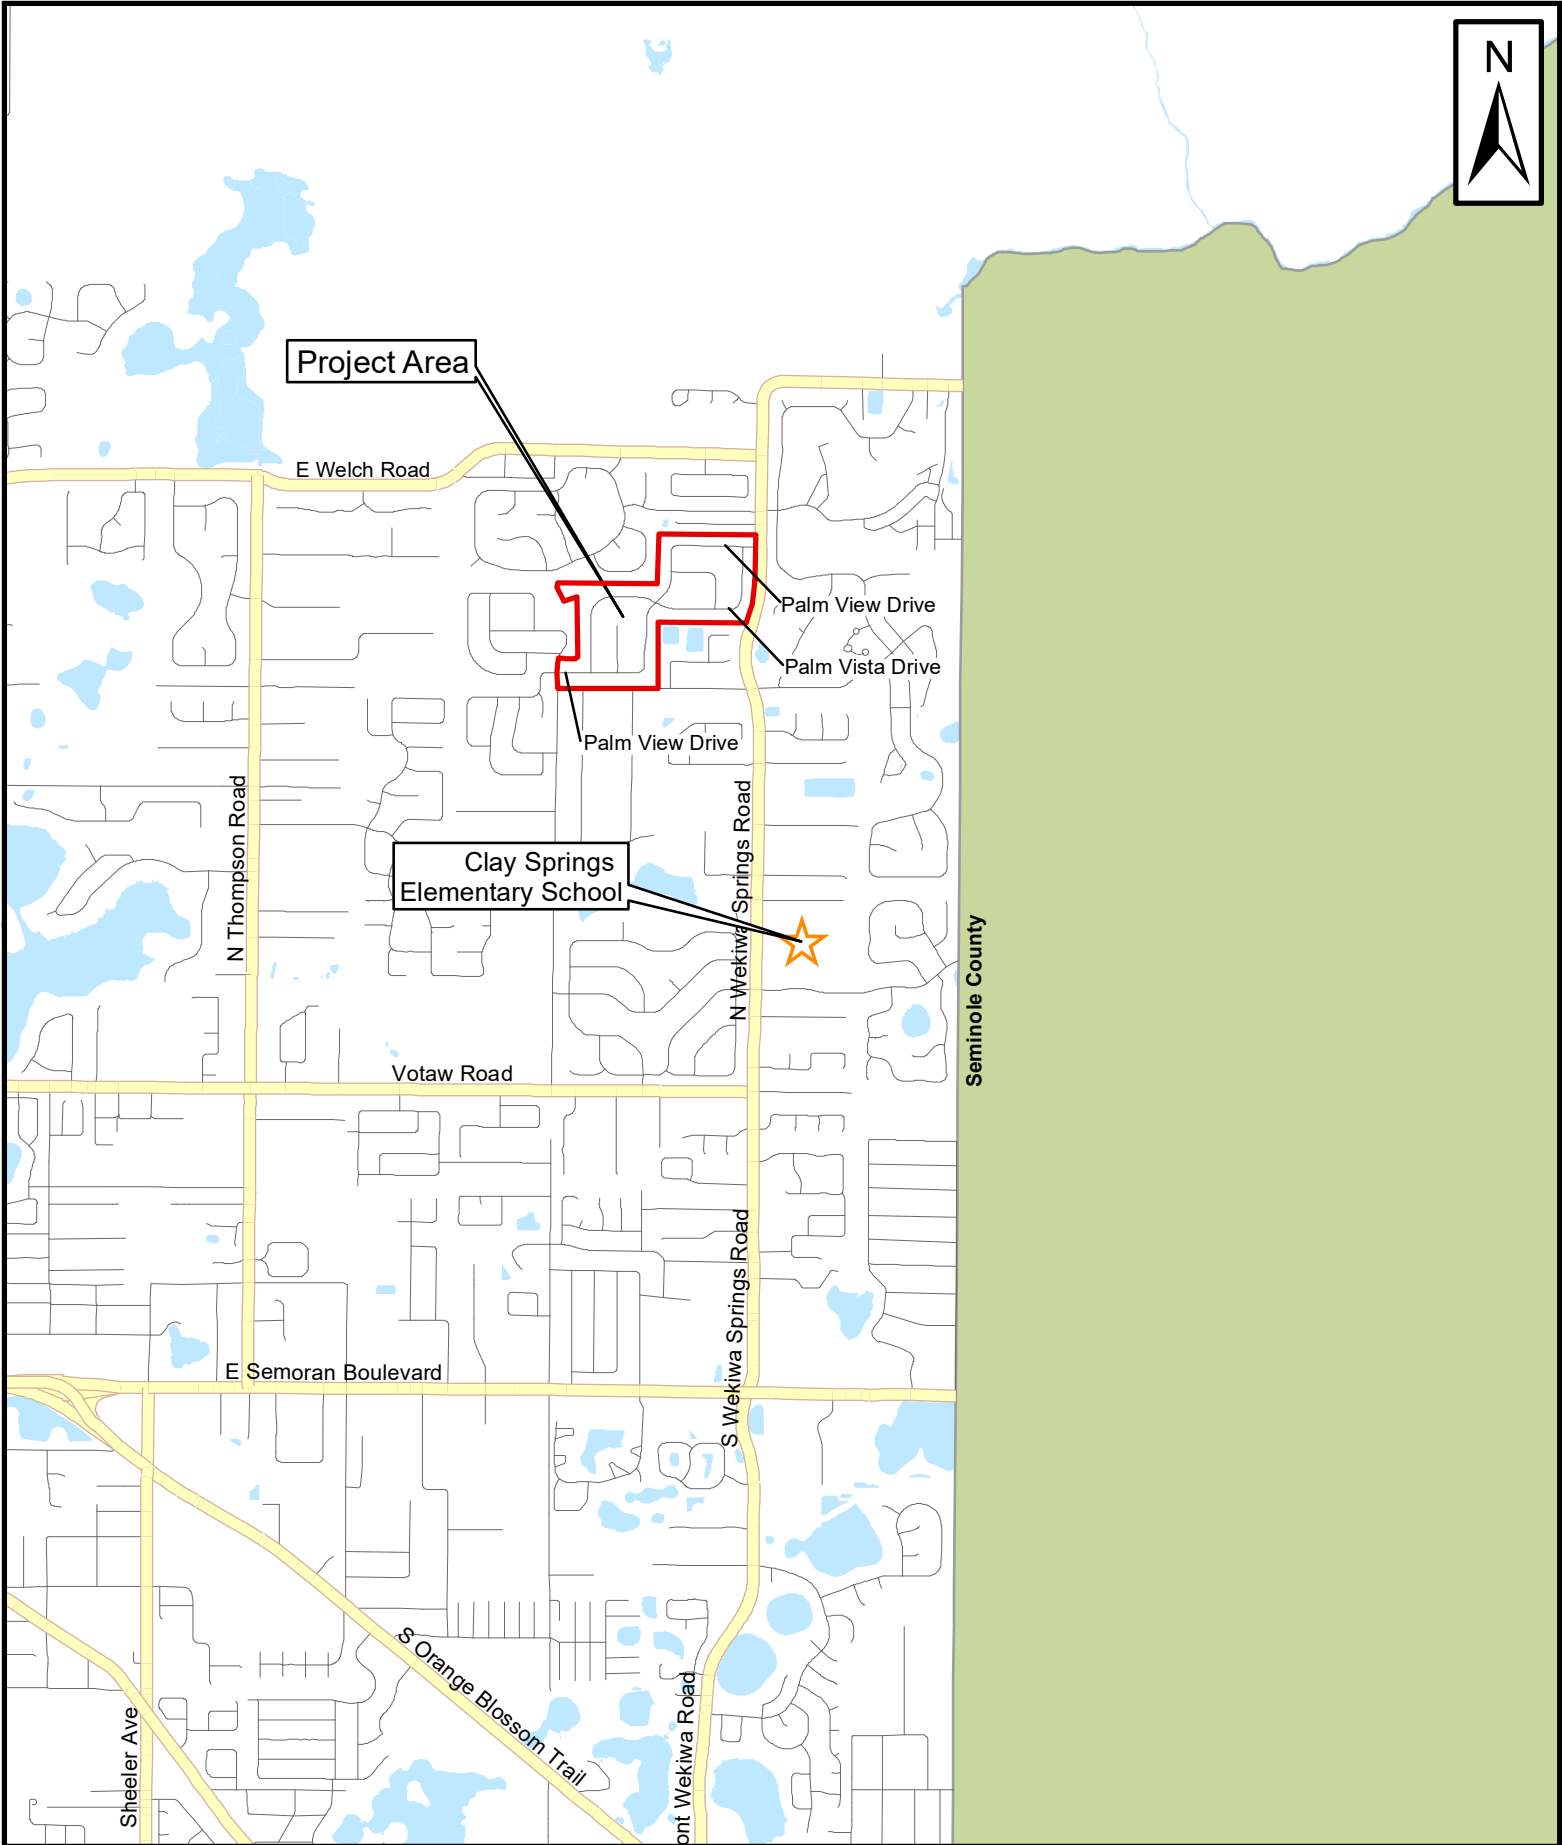 N
Project Area
E Welch Road
Palm View Drive
Palm Vista Drive
Palm View Drive
N Thompson Road
N Wekiwa Springs Road
Clay Springs
Elementary School
Seminole County
Votaw Road
S Wekiwa Springs Road
E Semoran Boulevard
S Orange Blossom Trail
Sheeler Ave
ont Wekiwa Road